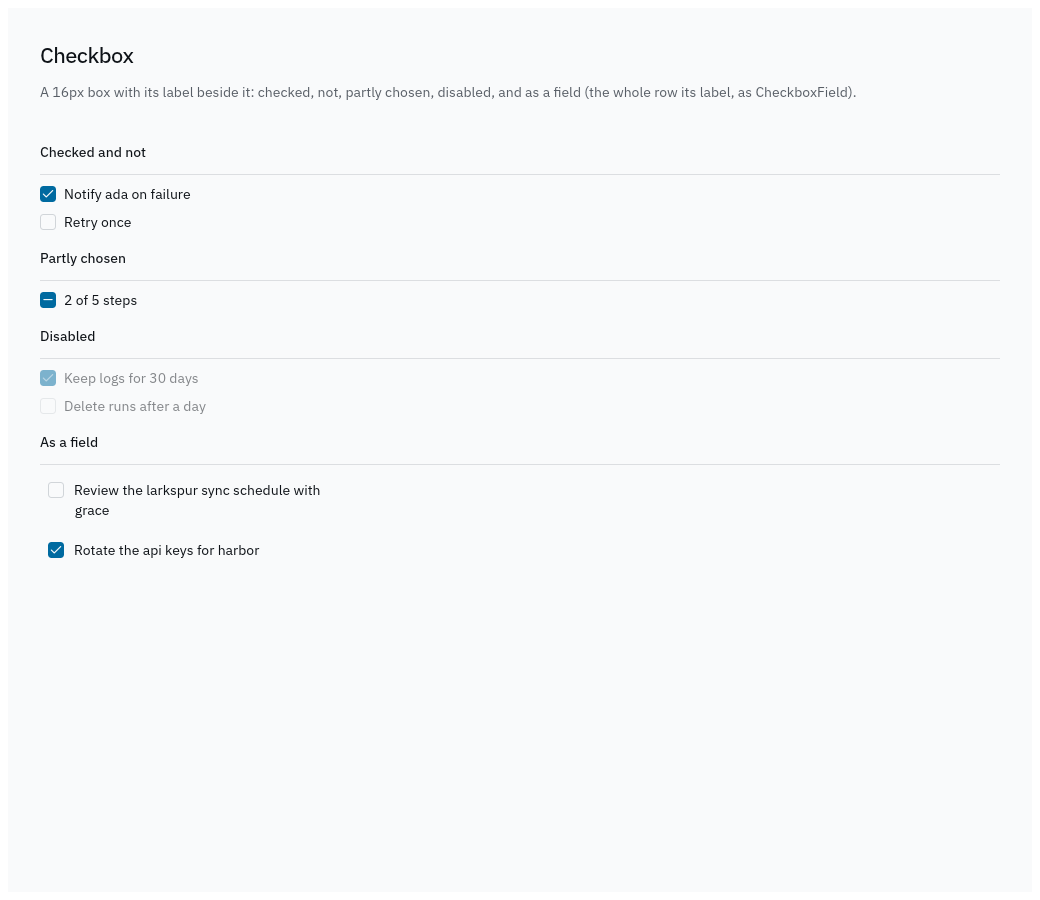 Checkbox
A 16px box with its label beside it: checked, not, partly chosen, disabled, and as a field (the whole row its label, as CheckboxField).
Checked and not
Notify ada on failure
Retry once
Partly chosen
2 of 5 steps
Disabled
Keep logs for 30 days
Delete runs after a day
As a field
Review the larkspur sync schedule with
grace
Rotate the api keys for harbor